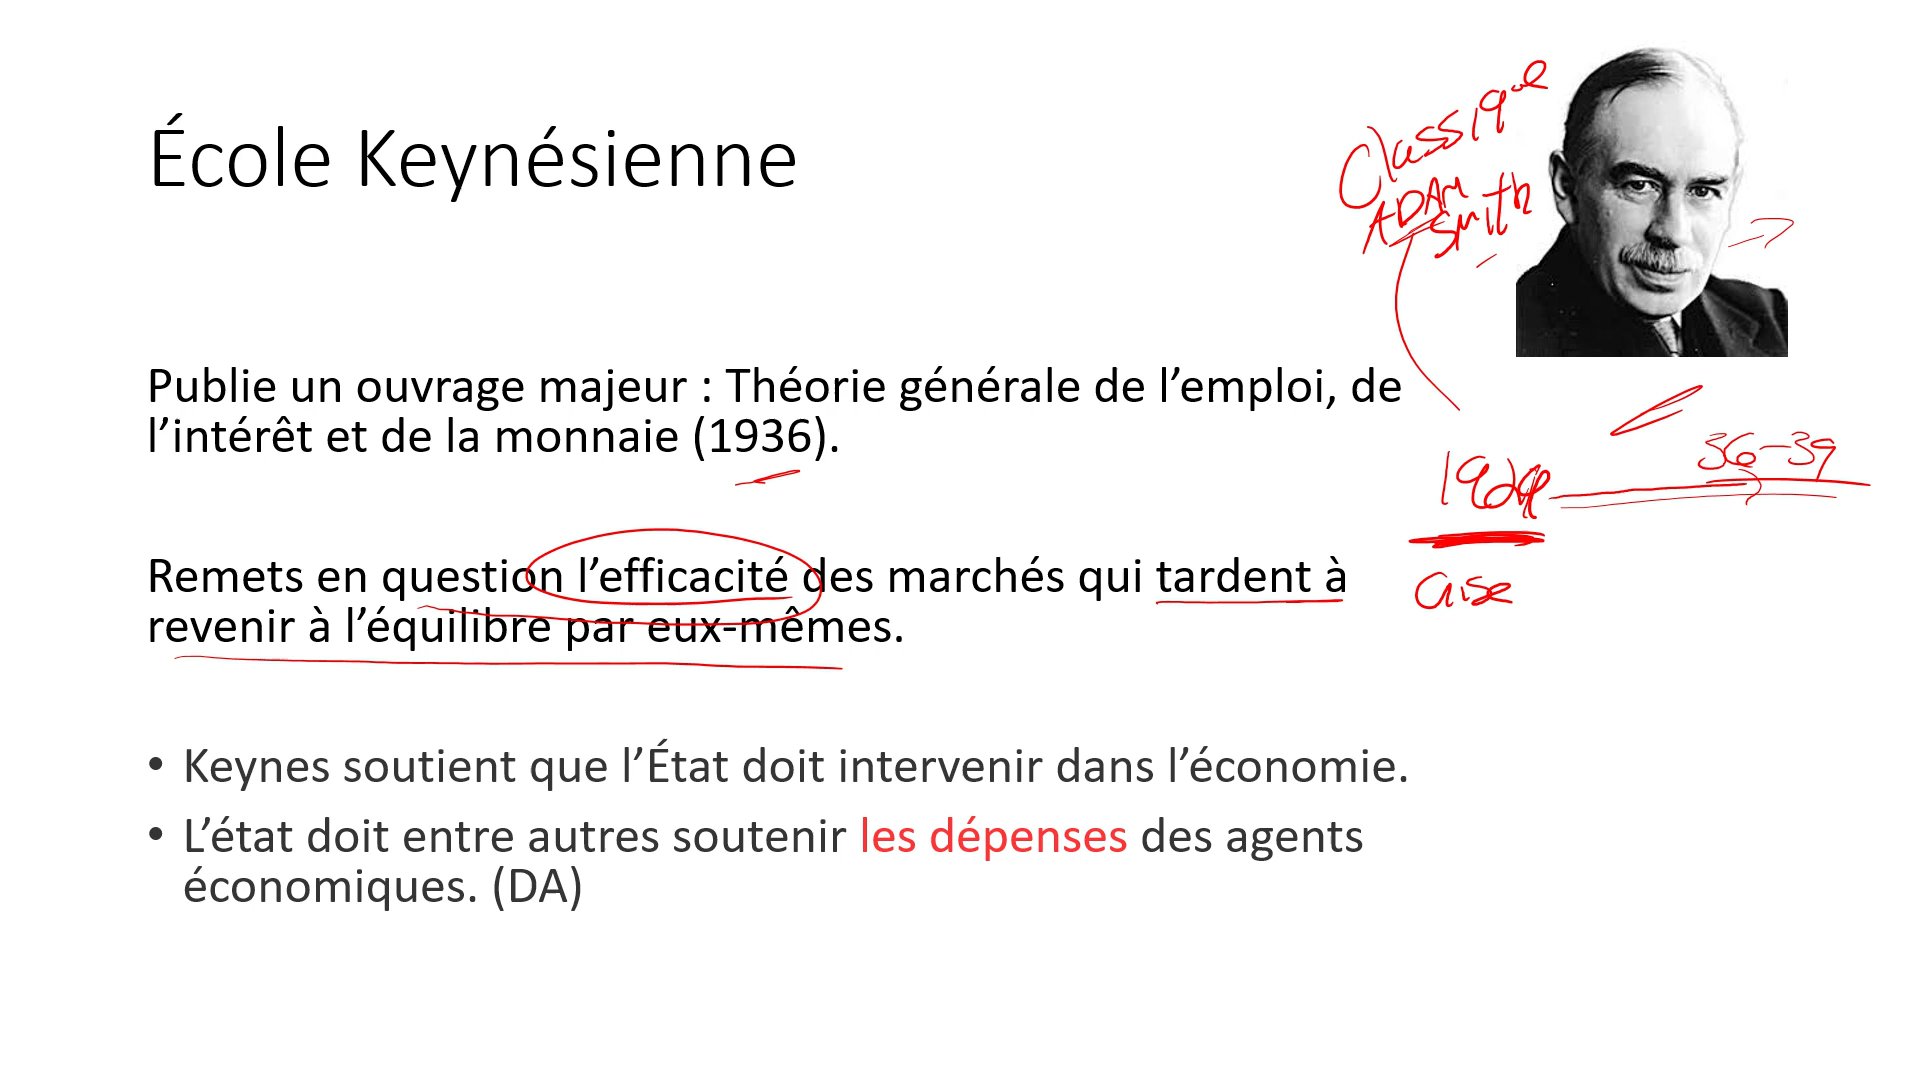 École Keynésienne
Classique
ADAM
SMITH
Publie un ouvrage majeur : Théorie générale de l’emploi, de
l’intérêt et de la monnaie (1936).
36-39
1929
Crise
Remets en question l’efficacité des marchés qui tardent à
revenir à l’équilibre par eux-mêmes.
• Keynes soutient que l’État doit intervenir dans l’économie.
• L’état doit entre autres soutenir les dépenses des agents
économiques. (DA)